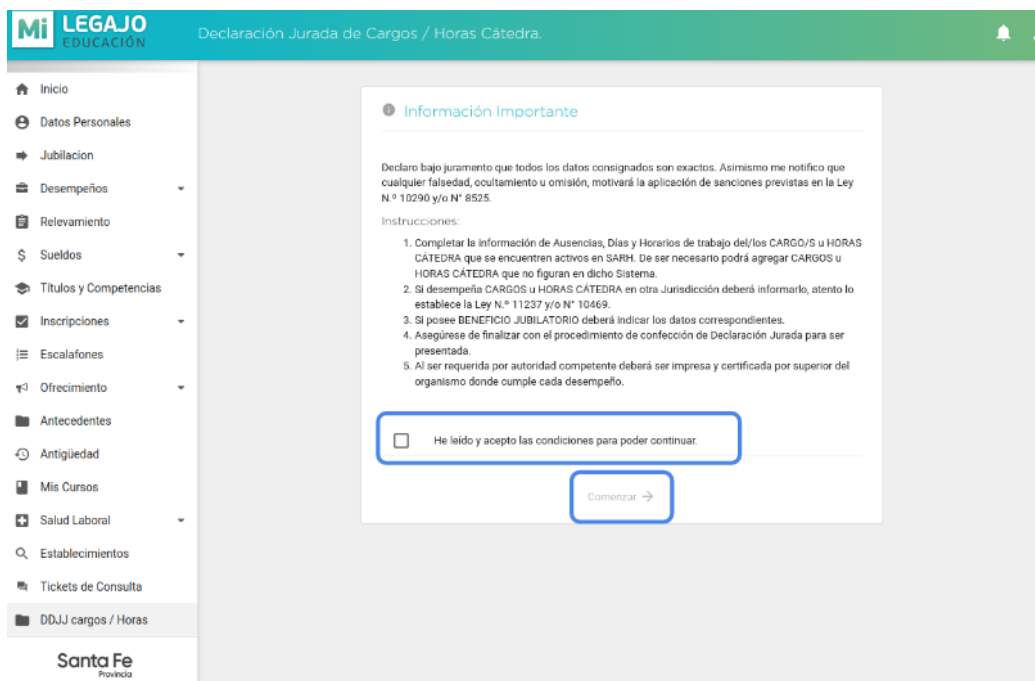 Mi LEGAJO
EDUCACIÓN
Declaración Jurada de Cargos / Horas Cátedra.
Inicio
Datos Personales
Jubilacion
Desempeños
Relevamiento
Sueldos
Títulos y Competencias
Inscripciones
Escalafones
Ofrecimiento
Antecedentes
Antigüedad
Mis Cursos
Salud Laboral
Establecimientos
Tickets de Consulta
DDJJ cargos / Horas
Santa Fe
Provincia
Información Importante
Declaro bajo juramento que todos los datos consignados son exactos. Asimismo me notifico que
cualquier falsedad, ocultamiento u omisión, motivará la aplicación de sanciones previstas en la Ley
N.º 10290 y/o N° 8525.
Instrucciones:
1. Completar la información de Ausencias, Días y Horarios de trabajo del/los CARGO/S u HORAS
CÁTEDRA que se encuentren activos en SARH. De ser necesario podrá agregar CARGOS u
HORAS CÁTEDRA que no figuran en dicho Sistema.
2. Si desempeña CARGOS u HORAS CÁTEDRA en otra Jurisdicción deberá informarlo, atento lo
establece la Ley N.º 11237 y/o N° 10469.
3. Si posee BENEFICIO JUBILATORIO deberá indicar los datos correspondientes.
4. Asegúrese de finalizar con el procedimiento de confección de Declaración Jurada para ser
presentada.
5. Al ser requerida por autoridad competente deberá ser impresa y certificada por superior del
organismo donde cumple cada desempeño.
He leído y acepto las condiciones para poder continuar.
Comenzar